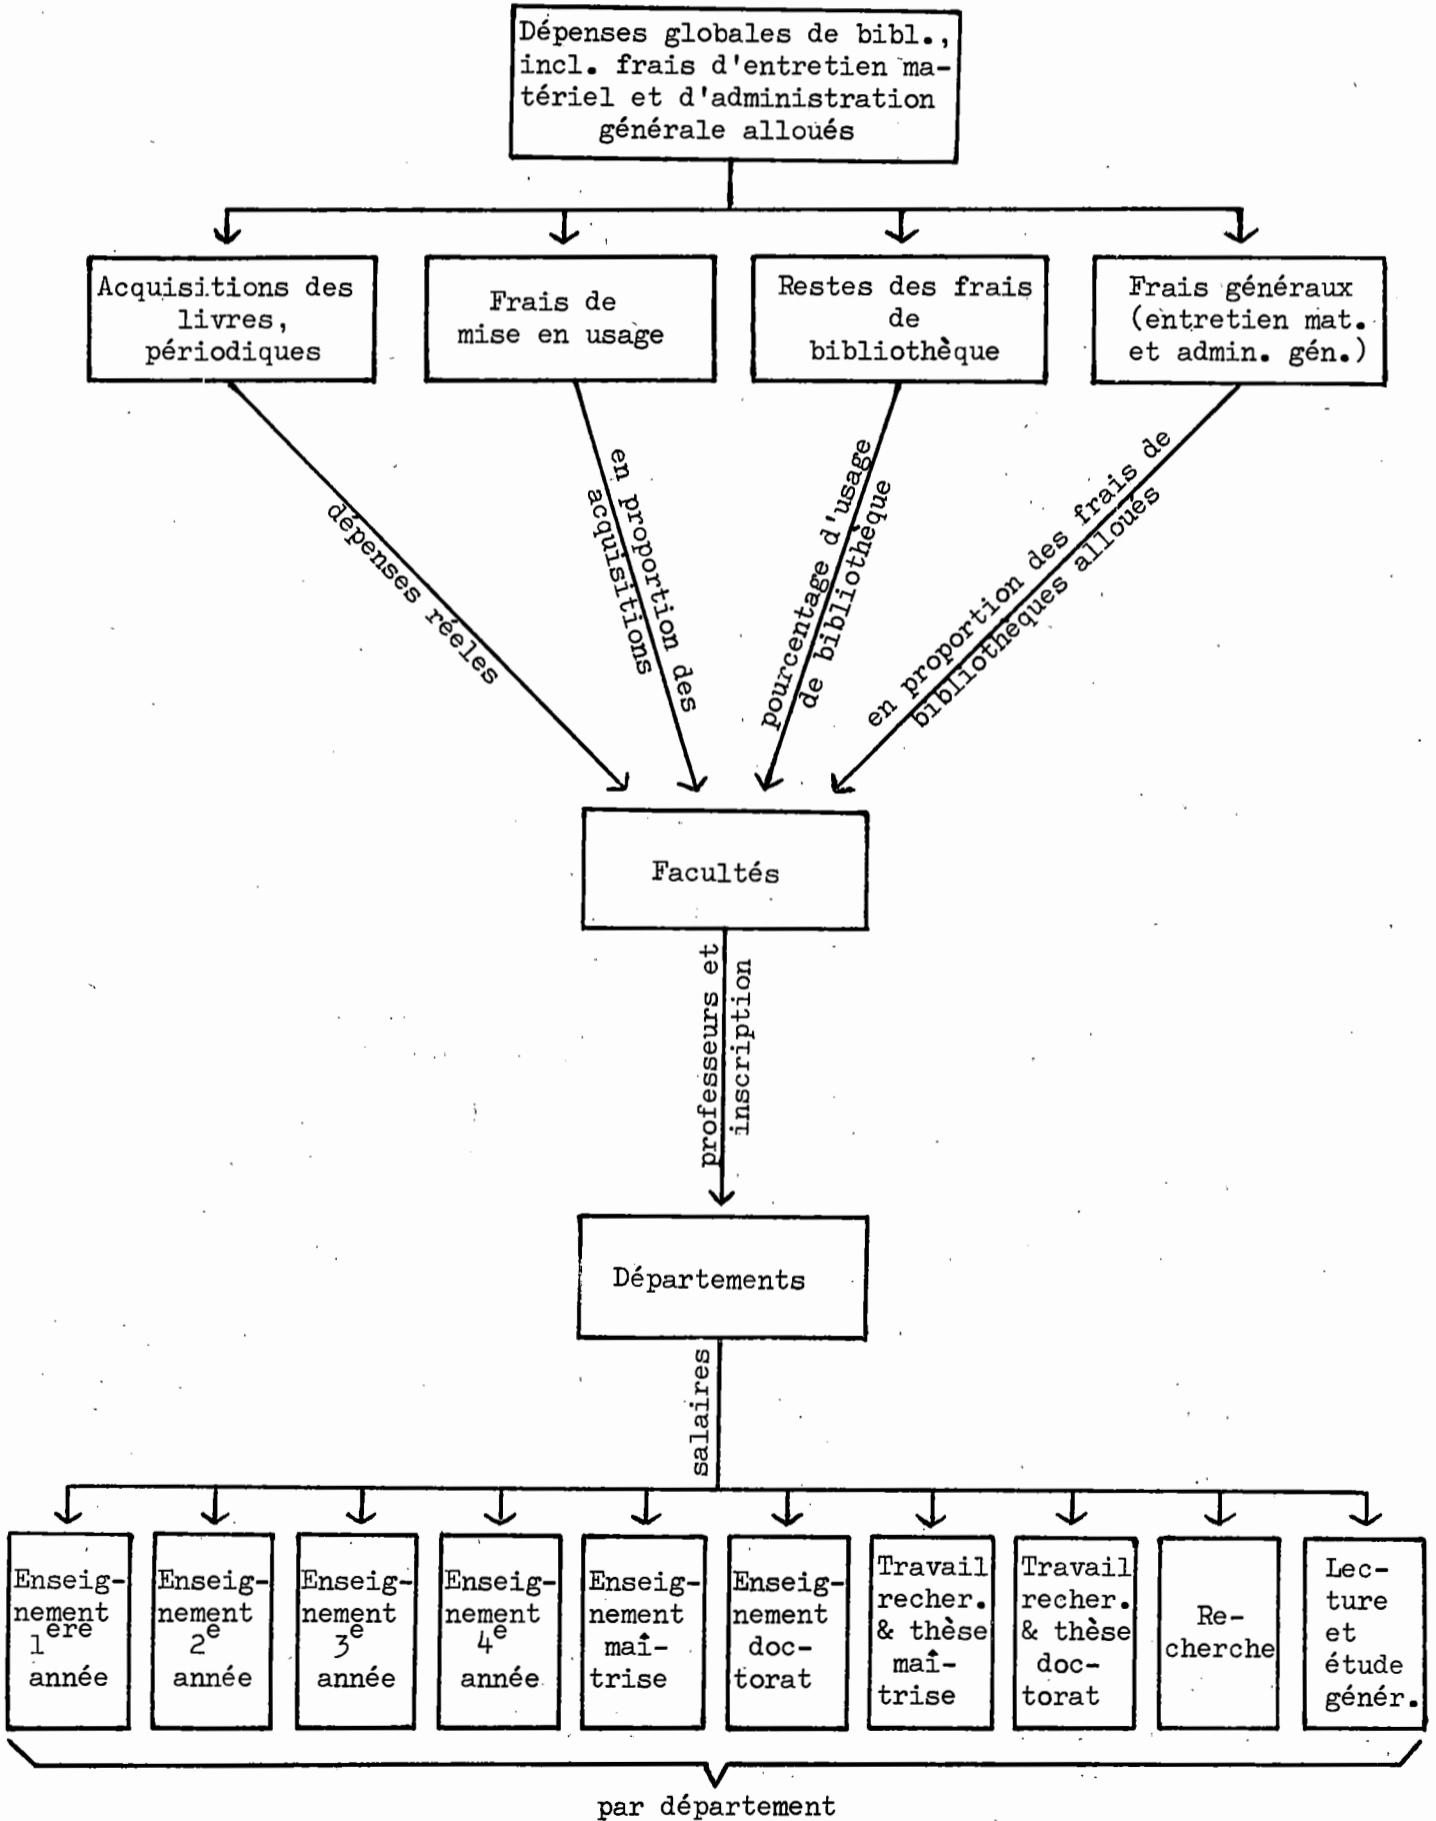 Dépenses globales de bibl.,
incl. frais d'entretien ma-
tériel et d'administration
générale alloués
Acquisitions des
livres,
périodiques
Frais de
mise en usage
Restes des frais
de
bibliothèque
Frais généraux
(entretien mat.
et admin. gén.)
dépenses réeles
en proportion des
acquisitions
pourcentage d'usage
de bibliothèque
en proportion des frais de
bibliothèques alloués
Facultés
professeurs et
inscription
Départements
salaires
Enseig-
nement
1ere
année
Enseig-
nement
2e
année
Enseig-
nement
3e
année
Enseig-
nement
4e
année
Enseig-
nement
maî-
trise
Enseig-
nement
doc-
torat
Travail
recher.
& thèse
maî-
trise
Travail
recher.
& thèse
doc-
torat
Re-
cherche
Lec-
ture
et
étude
génér.
par département